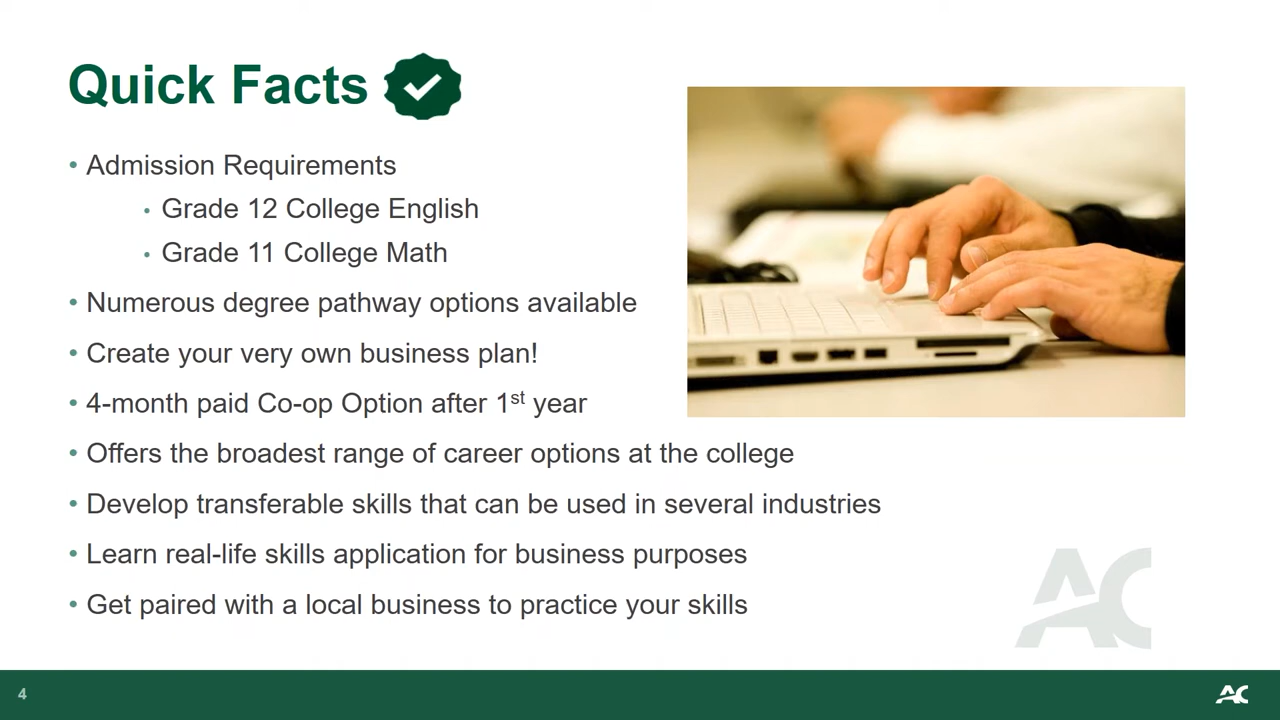 Quick Facts
• Admission Requirements
• Grade 12 College English
• Grade 11 College Math
• Numerous degree pathway options available
• Create your very own business plan!
• 4-month paid Co-op Option after 1st year
• Offers the broadest range of career options at the college
• Develop transferable skills that can be used in several industries
• Learn real-life skills application for business purposes
• Get paired with a local business to practice your skills
AC
4
AC